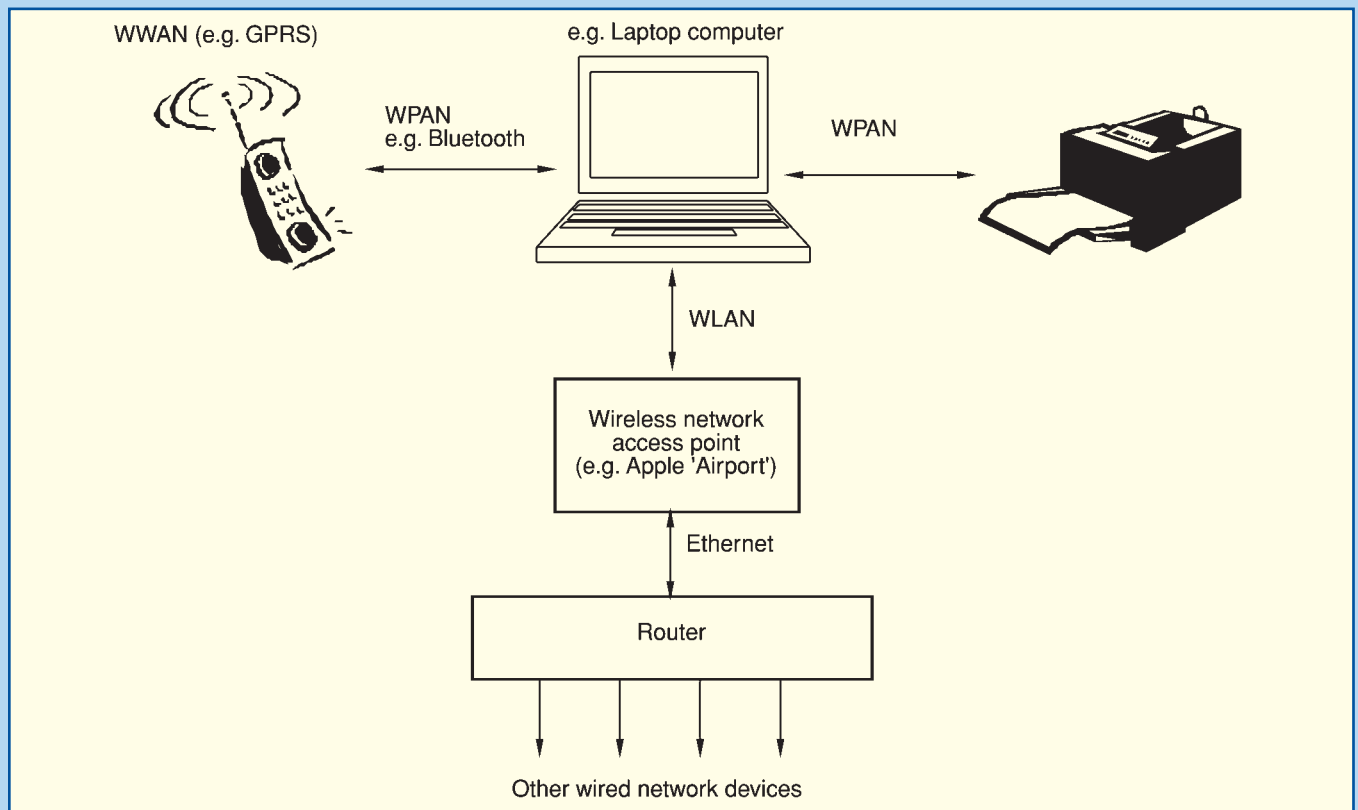 WWAN (e.g. GPRS)
e.g. Laptop computer
WPAN
e.g. Bluetooth
WPAN
WLAN
Wireless network
access point
(e.g. Apple 'Airport')
Ethernet
Router
Other wired network devices